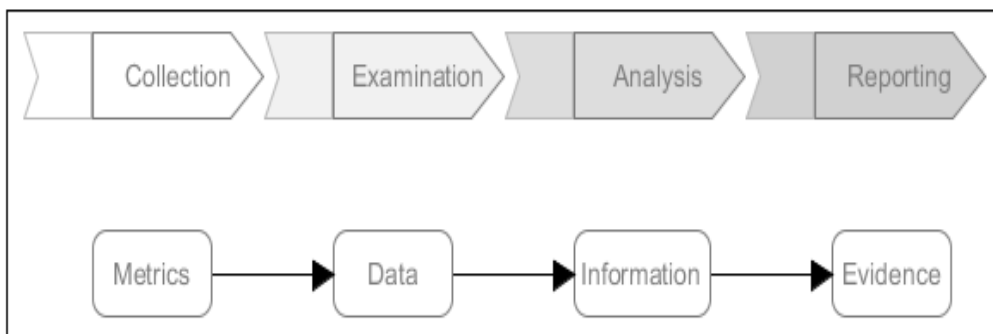 Collection Examination Analysis Reporting
Metrics Data Information Evidence